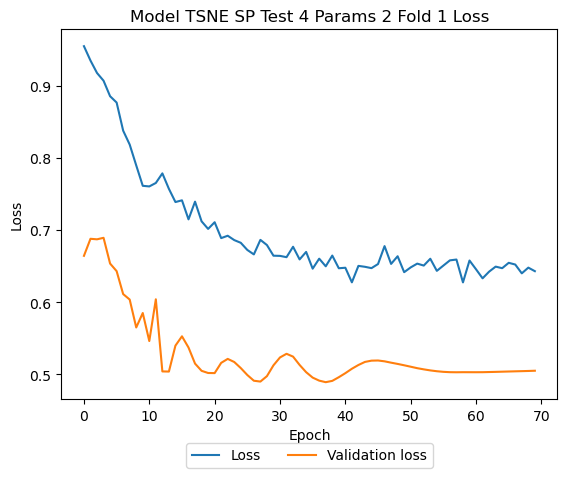 Model TSNE SP Test 4 Params 2 Fold 1 Loss
Loss
0.9
0.8
0.7
0.6
0.5
0 10 20 30 40 50 60 70
Epoch
Loss Validation loss